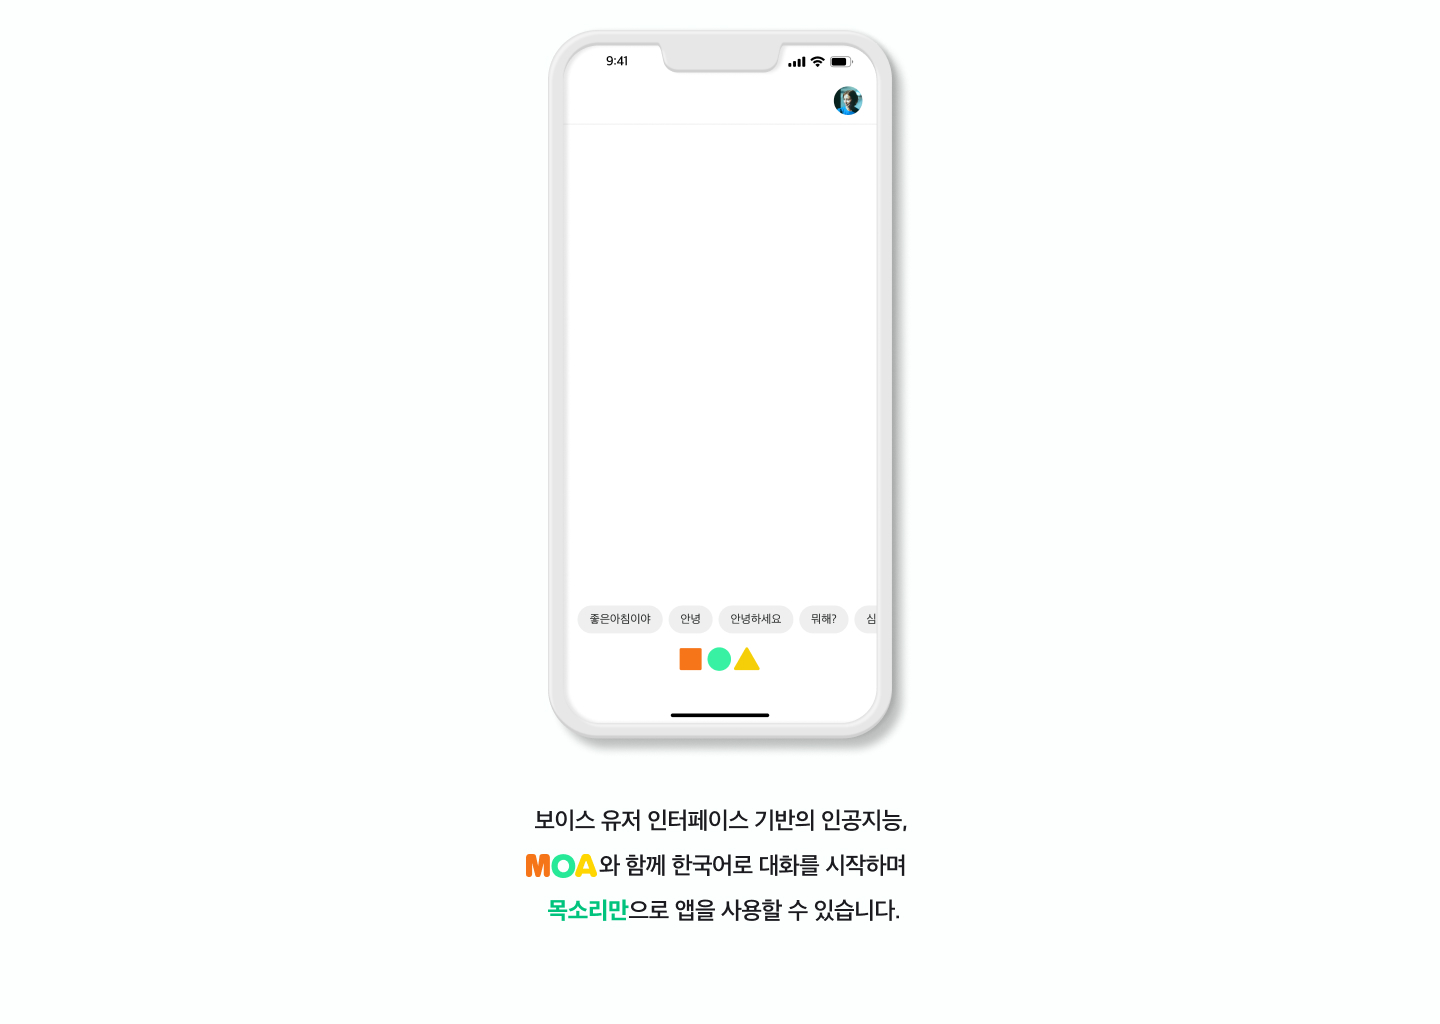 9:41
좋은아침이야 안녕 안녕하세요 뭐해? 심
보이스 유저 인터페이스 기반의 인공지능,
MOA와 함께 한국어로 대화를 시작하며
목소리만으로 앱을 사용할 수 있습니다.